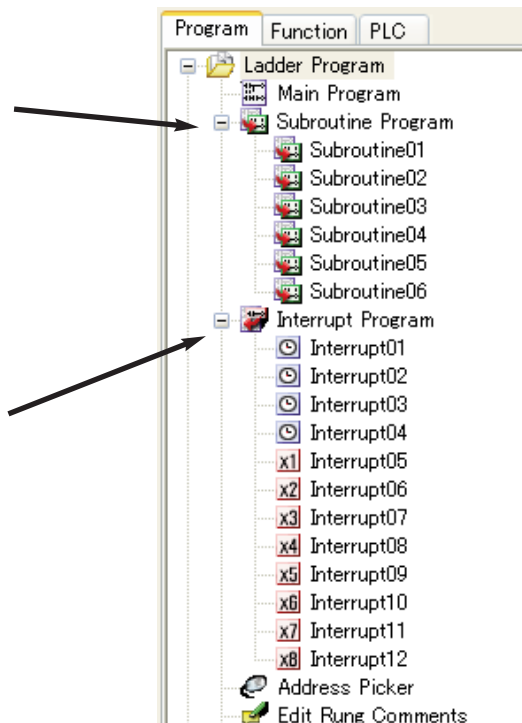 Program Function PLC
Ladder Program
Main Program
Subroutine Program
Subroutine01
Subroutine02
Subroutine03
Subroutine04
Subroutine05
Subroutine06
Interrupt Program
Interrupt01
Interrupt02
Interrupt03
Interrupt04
x1 Interrupt05
x2 Interrupt06
x3 Interrupt07
x4 Interrupt08
x5 Interrupt09
x6 Interrupt10
x7 Interrupt11
x8 Interrupt12
Address Picker
Edit Rung Comments